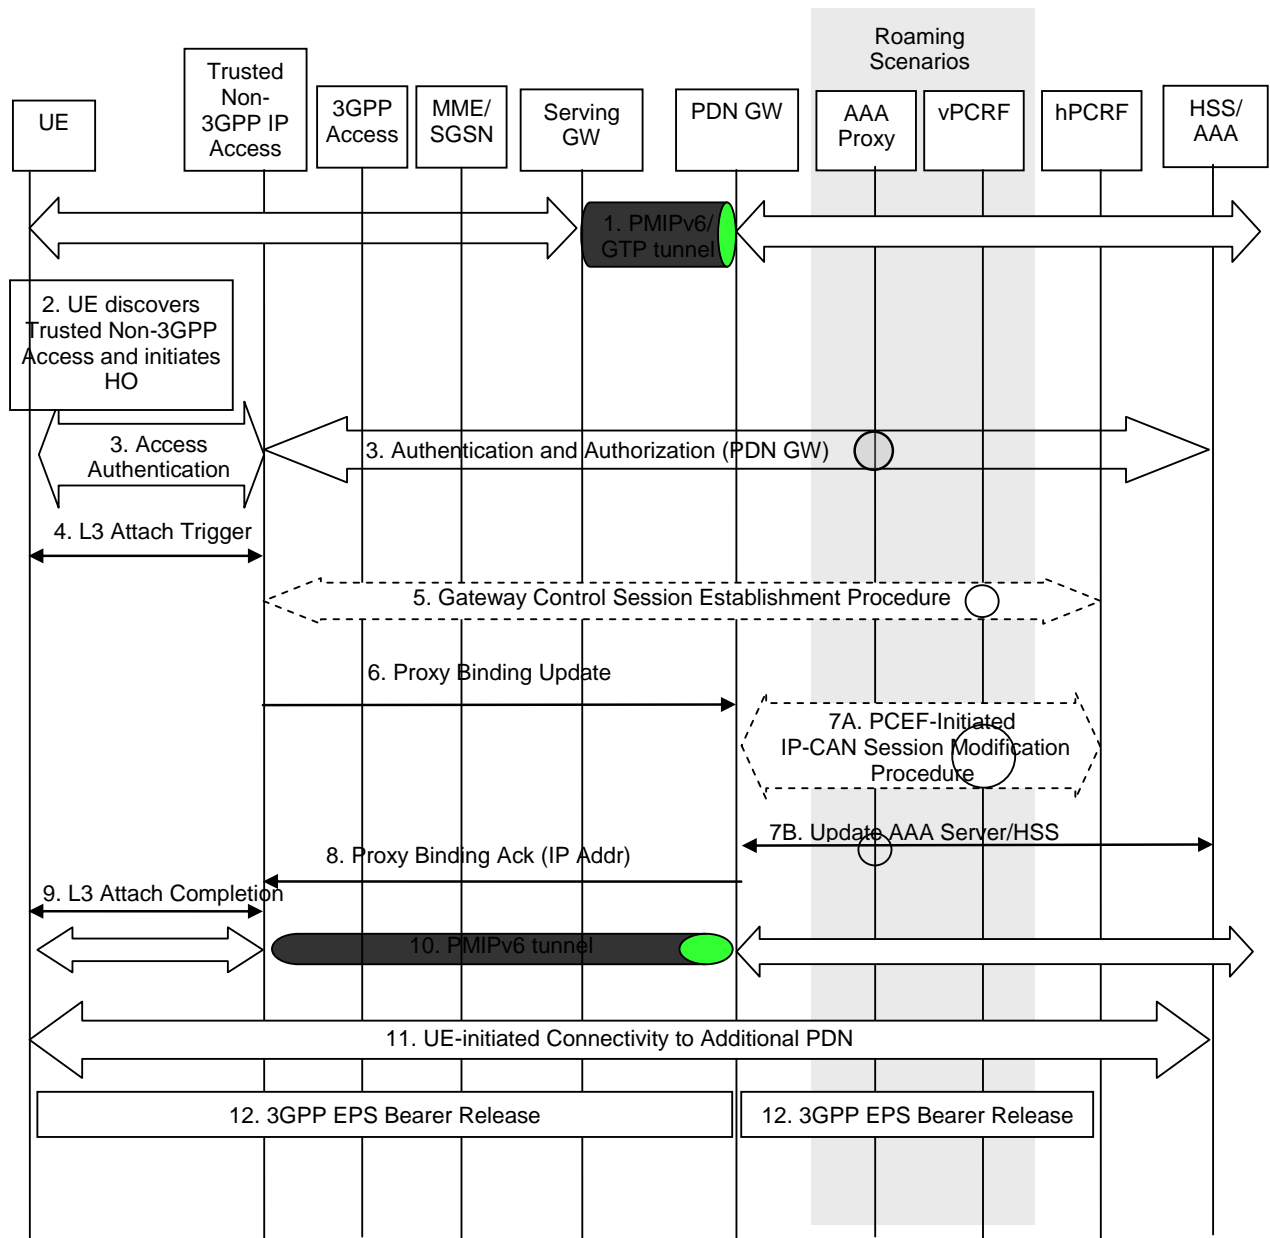 Roaming
Scenarios
UE
Trusted
Non-
3GPP IP
Access
3GPP
Access
MME/
SGSN
Serving
GW
PDN GW
AAA
Proxy
vPCRF
hPCRF
HSS/
AAA
1. PMIPv6/
GTP tunnel
2. UE discovers
Trusted Non-3GPP
Access and initiates
HO
3. Access
Authentication
3. Authentication and Authorization (PDN GW)
4. L3 Attach Trigger
5. Gateway Control Session Establishment Procedure
6. Proxy Binding Update
7A. PCEF-Initiated
IP-CAN Session Modification
Procedure
7B. Update AAA Server/HSS
8. Proxy Binding Ack (IP Addr)
9. L3 Attach Completion
10. PMIPv6 tunnel
11. UE-initiated Connectivity to Additional PDN
12. 3GPP EPS Bearer Release
12. 3GPP EPS Bearer Release